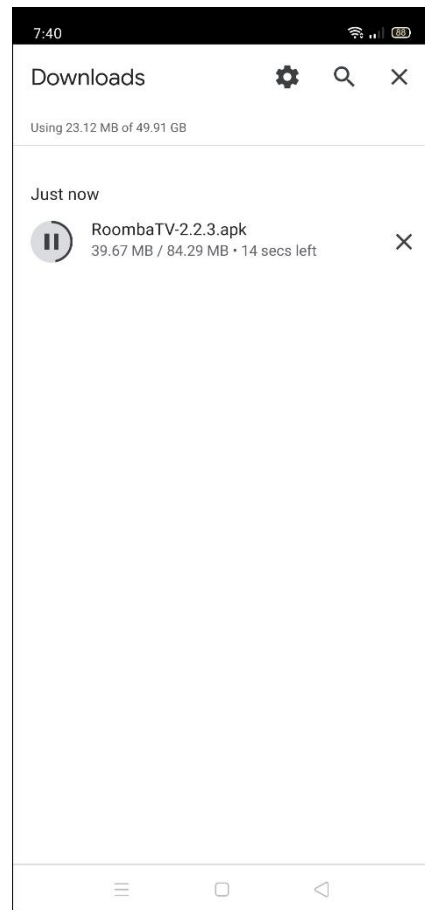 7:40
88
Downloads
Using 23.12 MB of 49.91 GB
Just now
RoombaTV-2.2.3.apk
39.67 MB / 84.29 MB • 14 secs left